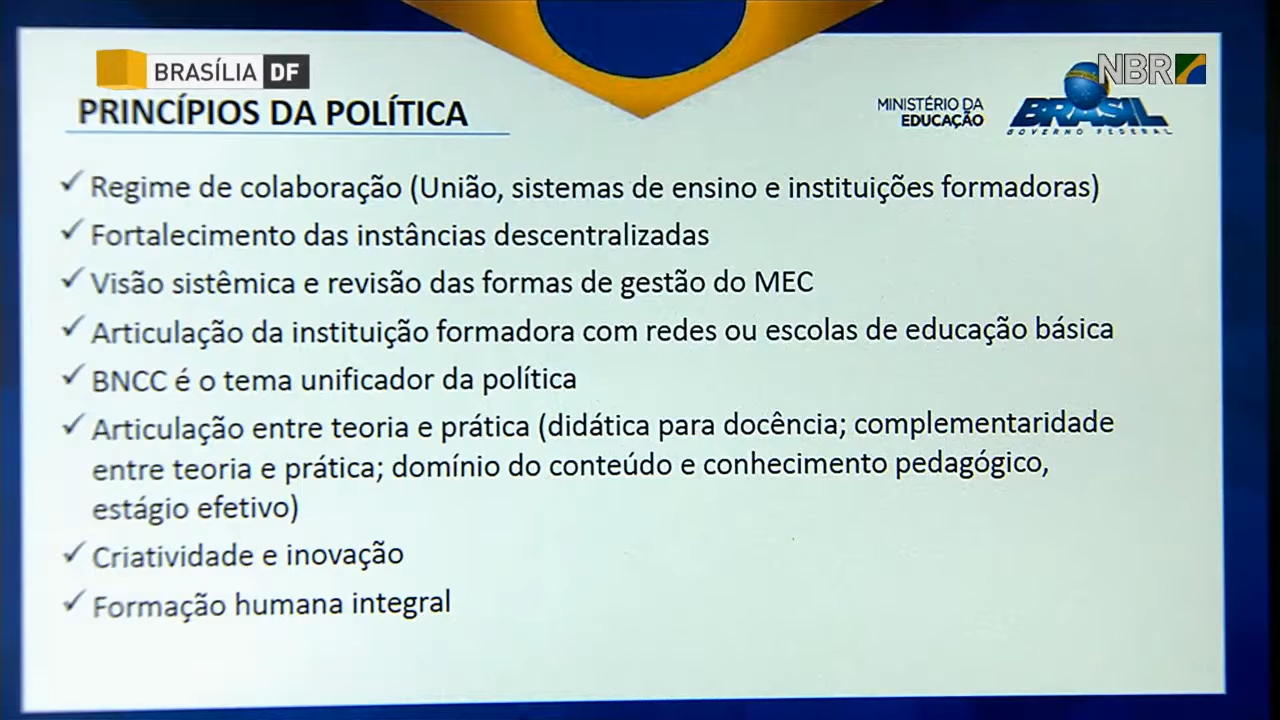 BRASÍLIA DF
NBR
PRINCÍPIOS DA POLÍTICA
MINISTÉRIO DA
EDUCAÇÃO
BRASIL
GOVERNO FEDERAL
✓ Regime de colaboração (União, sistemas de ensino e instituições formadoras)
✓ Fortalecimento das instâncias descentralizadas
✓ Visão sistêmica e revisão das formas de gestão do MEC
✓ Articulação da instituição formadora com redes ou escolas de educação básica
✓ BNCC é o tema unificador da política
✓ Articulação entre teoria e prática (didática para docência; complementaridade
entre teoria e prática; domínio do conteúdo e conhecimento pedagógico,
estágio efetivo)
✓ Criatividade e inovação
✓ Formação humana integral